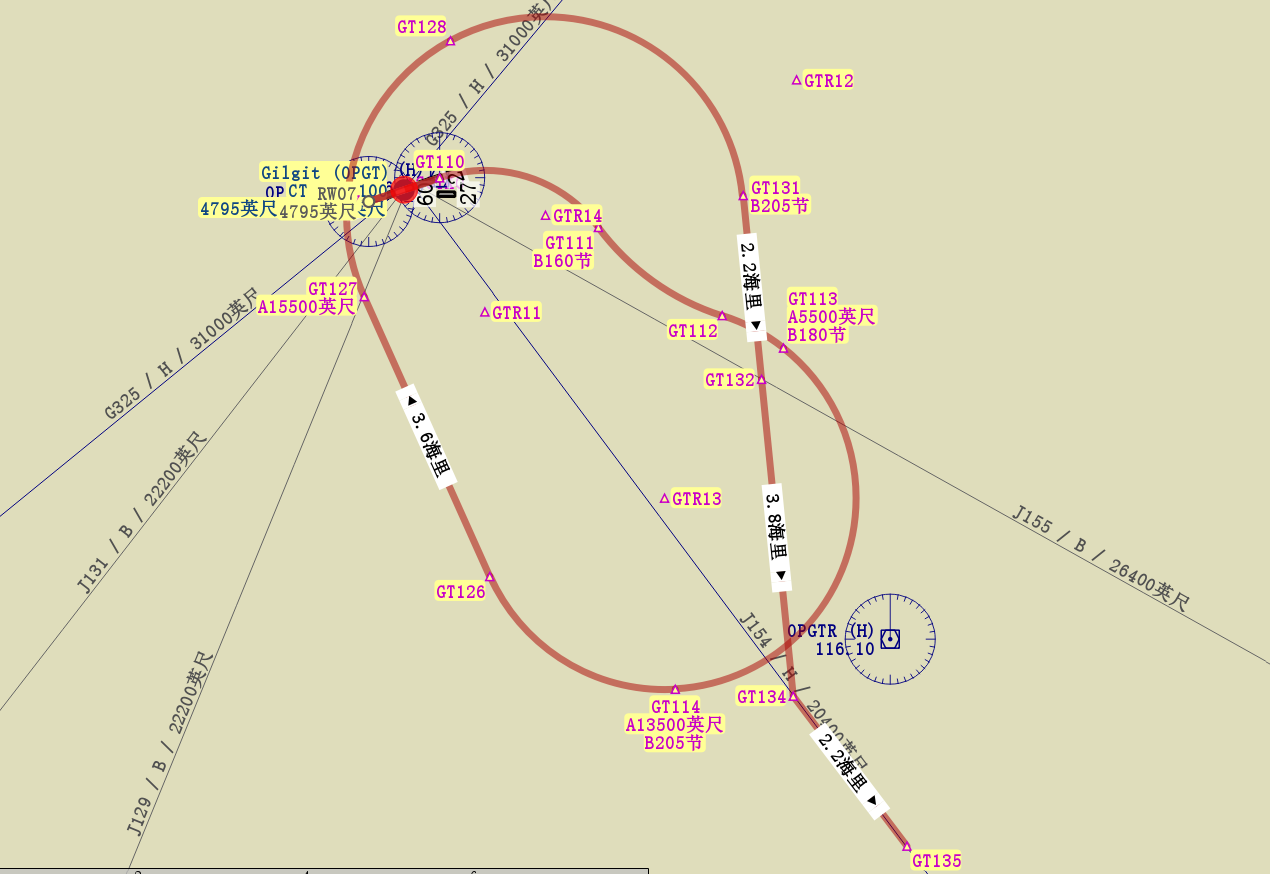 GT128
G325 / H / 31000英尺
GTR12
Gilgit (OPGT)
(H
GT110
OP
CT
RW07
100
4795英尺
4795英尺
英尺
60
27
GT131
B205节
GTR14
GT111
B160节
2.2海里
GT127
A15500英尺
G325 / H / 31000英尺
GTR11
GT113
A5500英尺
B180节
GT112
GT132
3.6海里
J131 / B / 22200英尺
GTR13
3.8海里
J155 / B / 26400英尺
GT126
J154 / H / 20400英尺
OPGTR (H)
116.10
J129 / B / 22200英尺
GT134
GT114
A13500英尺
B205节
2.2海里
GT135